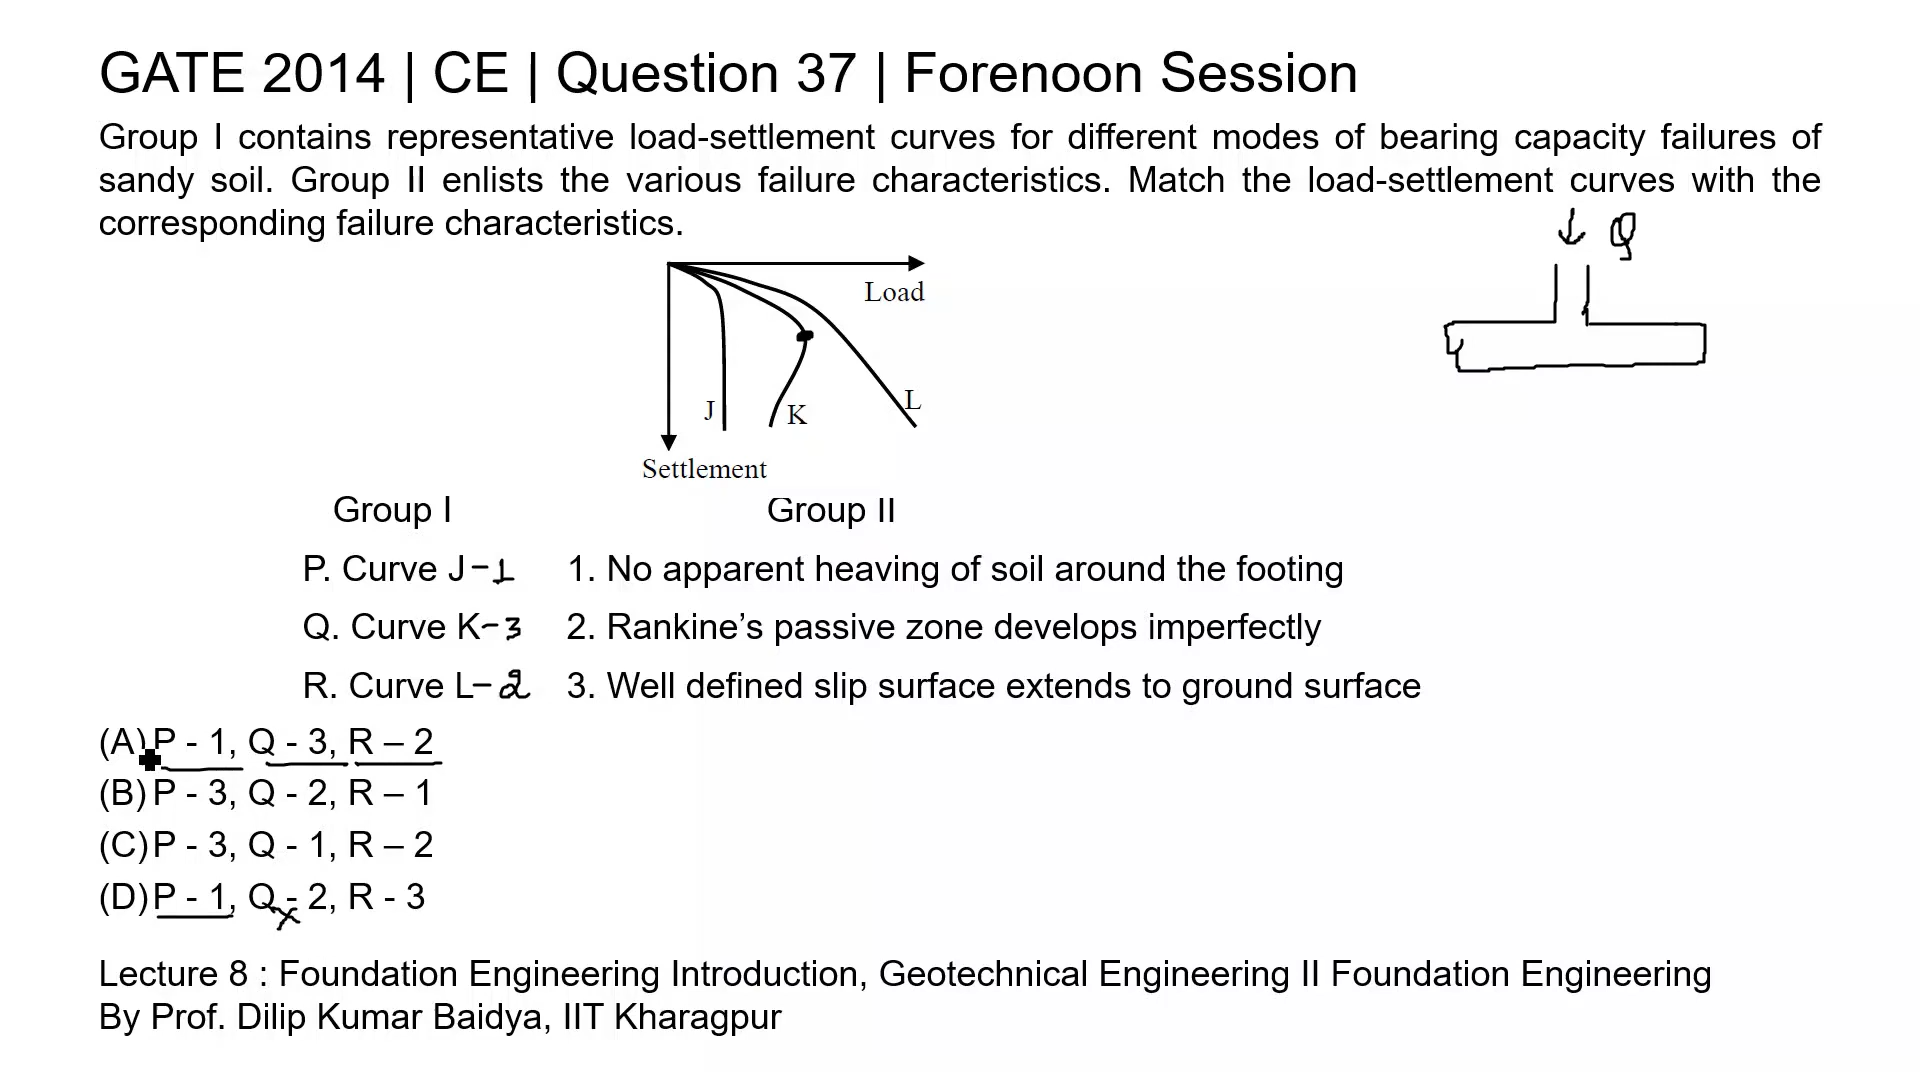 GATE 2014 | CE | Question 37 | Forenoon Session
Group I contains representative load-settlement curves for different modes of bearing capacity failures of
sandy soil. Group II enlists the various failure characteristics. Match the load-settlement curves with the
corresponding failure characteristics.
Q
Load
J
K
L
Settlement
Group I Group II
P. Curve J-1 1. No apparent heaving of soil around the footing
Q. Curve K-3 2. Rankine’s passive zone develops imperfectly
R. Curve L-2 3. Well defined slip surface extends to ground surface
(A) P - 1, Q - 3, R – 2
(B) P - 3, Q - 2, R – 1
(C) P - 3, Q - 1, R – 2
(D) P - 1, Q - 2, R - 3
Lecture 8 : Foundation Engineering Introduction, Geotechnical Engineering II Foundation Engineering
By Prof. Dilip Kumar Baidya, IIT Kharagpur